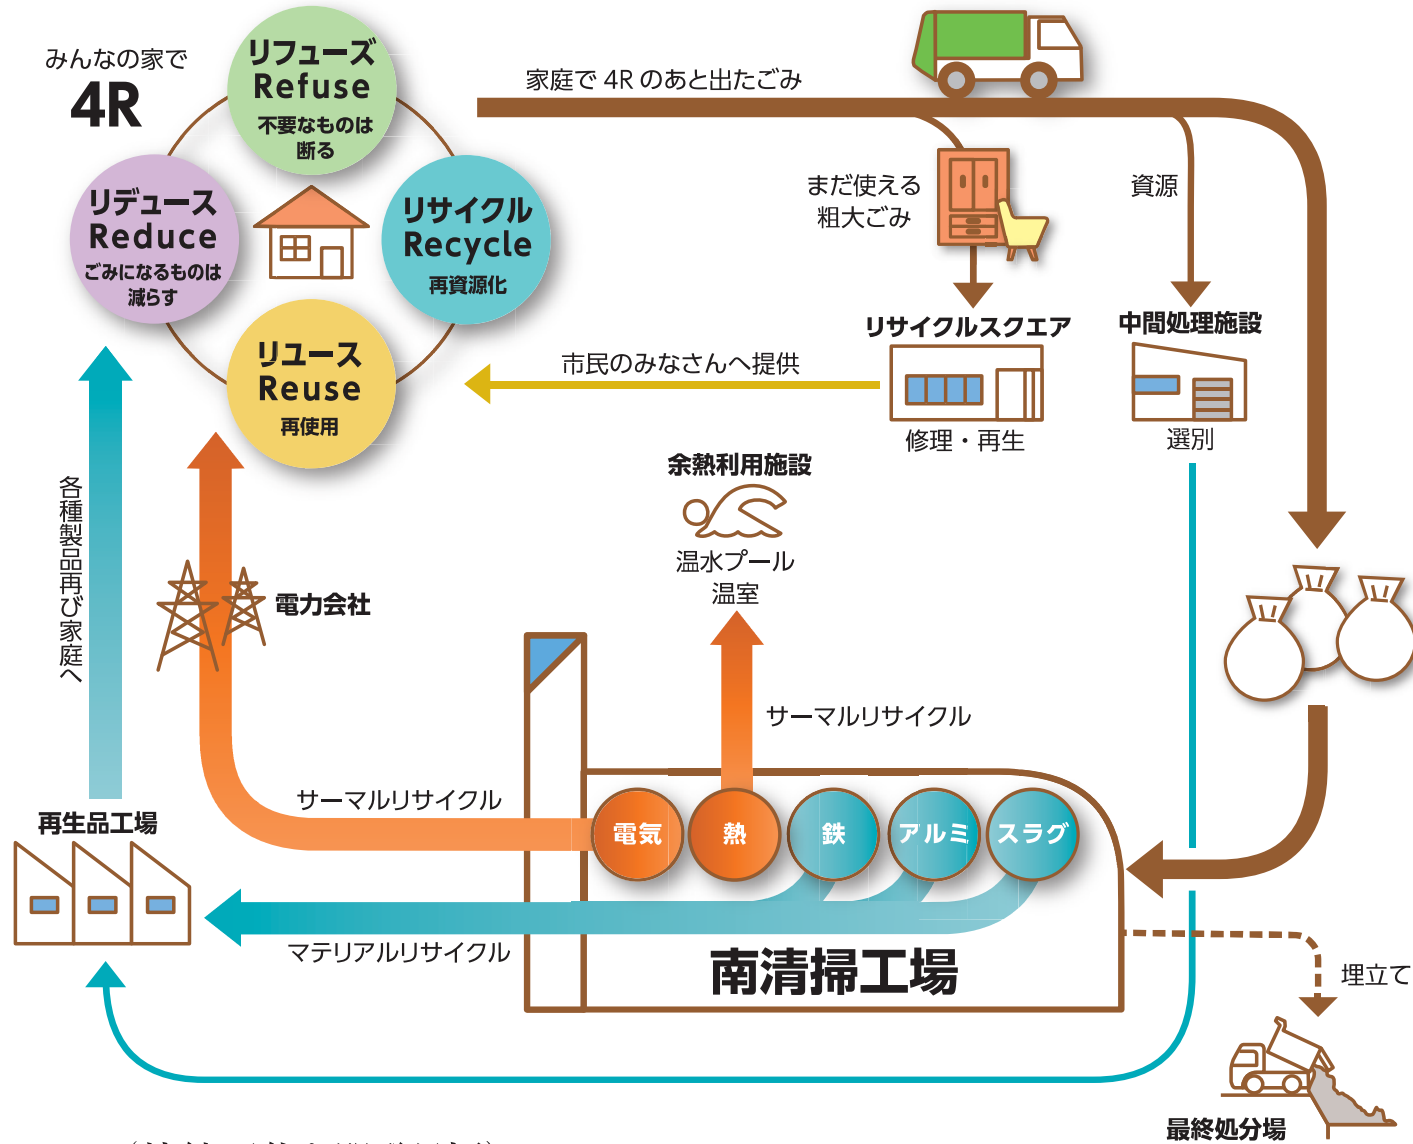 みんなの家で
4R
リフューズ
Refuse
不要なものは
断る
リデュース
Reduce
ごみになるものは
減らす
リサイクル
Recycle
再資源化
リユース
Reuse
再使用
家庭で 4R のあと出たごみ
まだ使える
粗大ごみ
資源
リサイクルスクエア
修理・再生
中間処理施設
選別
市民のみなさんへ提供
余熱利用施設
温水プール
温室
各種製品再び家庭へ
電力会社
サーマルリサイクル
サーマルリサイクル
再生品工場
電気
熱
鉄
アルミ
スラグ
マテリアルリサイクル
南清掃工場
埋立て
最終処分場